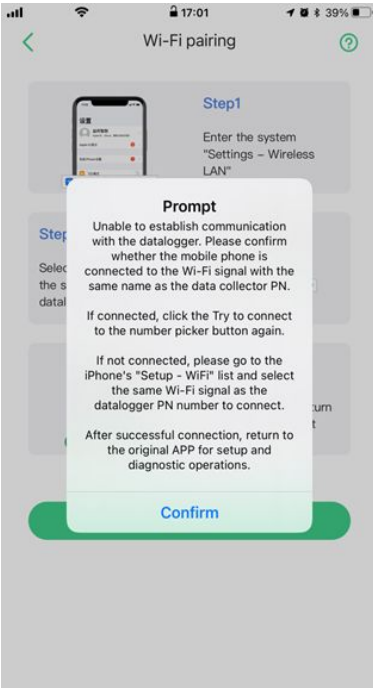 17:01
39%
Wi-Fi pairing
Step1
Enter the system
"Settings – Wireless
LAN"
设置
Prompt
Unable to establish communication
with the datalogger. Please confirm
whether the mobile phone is
connected to the Wi-Fi signal with the
same name as the data collector PN.
If connected, click the Try to connect
to the number picker button again.
If not connected, please go to the
iPhone's "Setup - WiFi" list and select
the same Wi-Fi signal as the
datalogger PN number to connect.
After successful connection, return to
the original APP for setup and
diagnostic operations.
Confirm
Step
Selec
the s
datal
urn
t